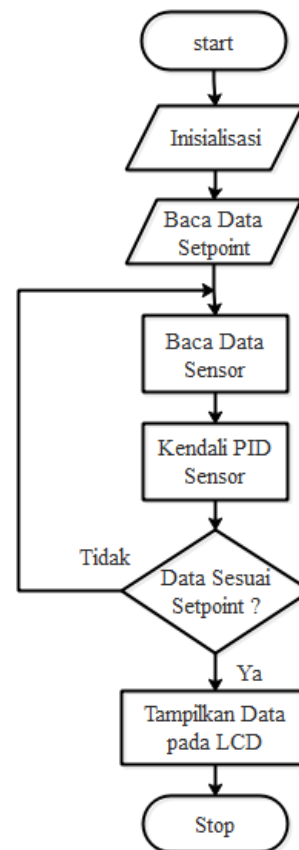 start
Inisialisasi
Baca Data
Setpoint
Baca Data
Sensor
Kendali PID
Sensor
Tidak
Data Sesuai
Setpoint ?
Ya
Tampilkan Data
pada LCD
Stop